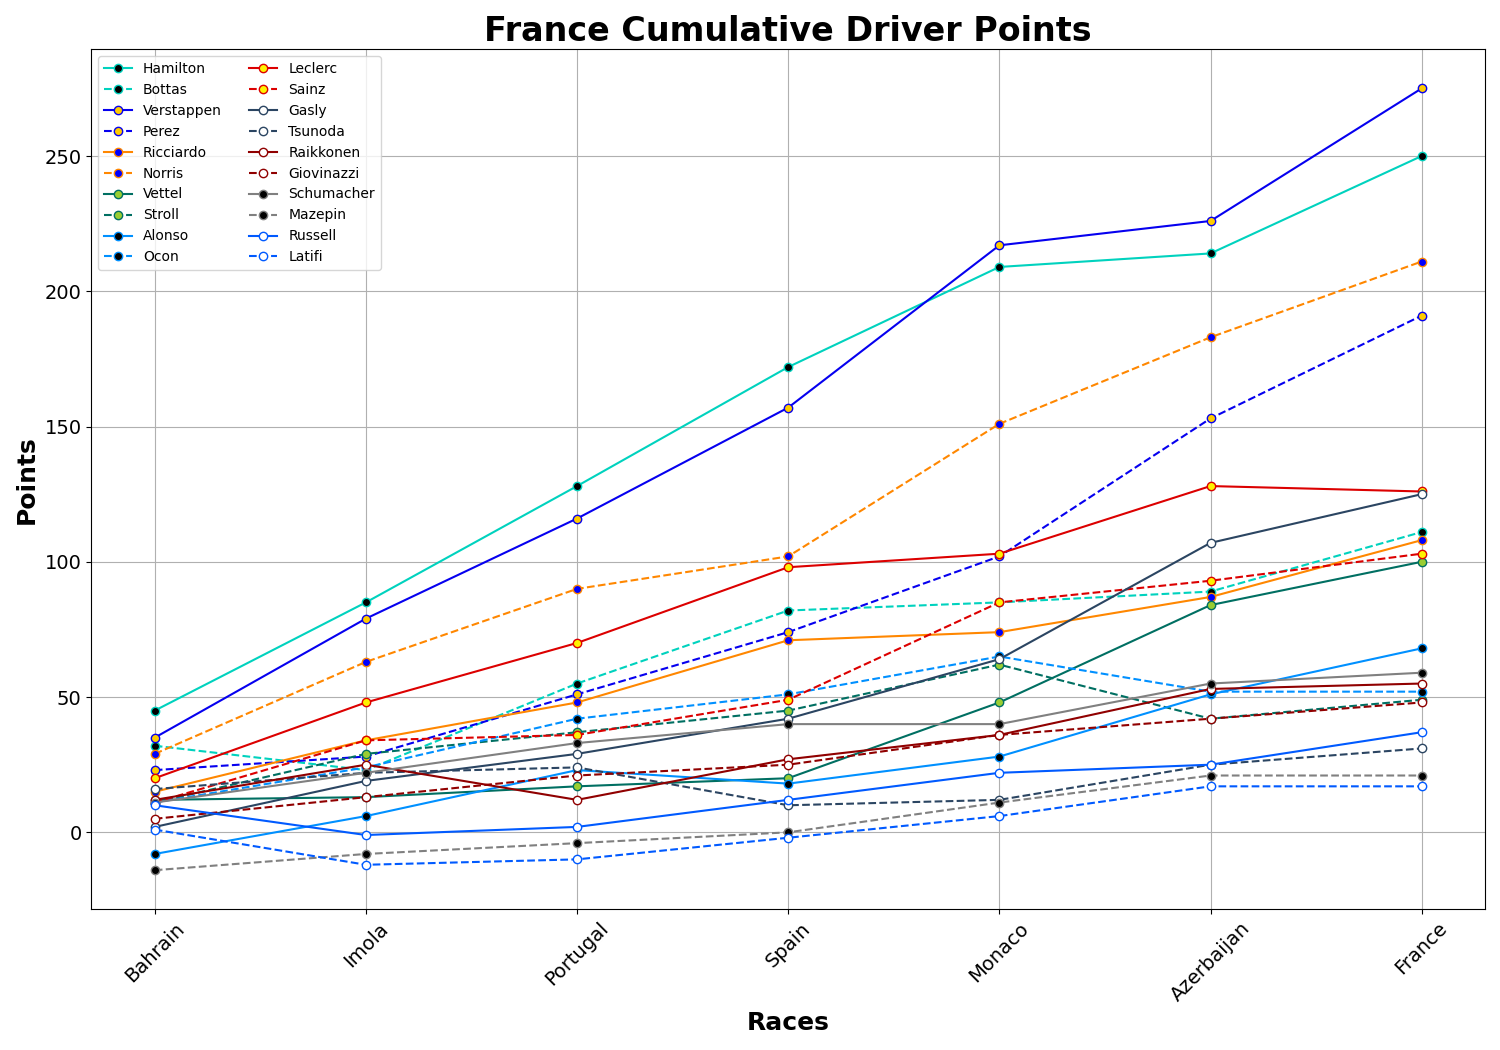 France Cumulative Driver Points
Hamilton
Bottas
Verstappen
Perez
Ricciardo
Norris
Vettel
Stroll
Alonso
Ocon
Leclerc
Sainz
Gasly
Tsunoda
Raikkonen
Giovinazzi
Schumacher
Mazepin
Russell
Latifi
Points
250
200
150
100
50
0
Bahrain
Imola
Portugal
Spain
Monaco
Azerbaijan
France
Races